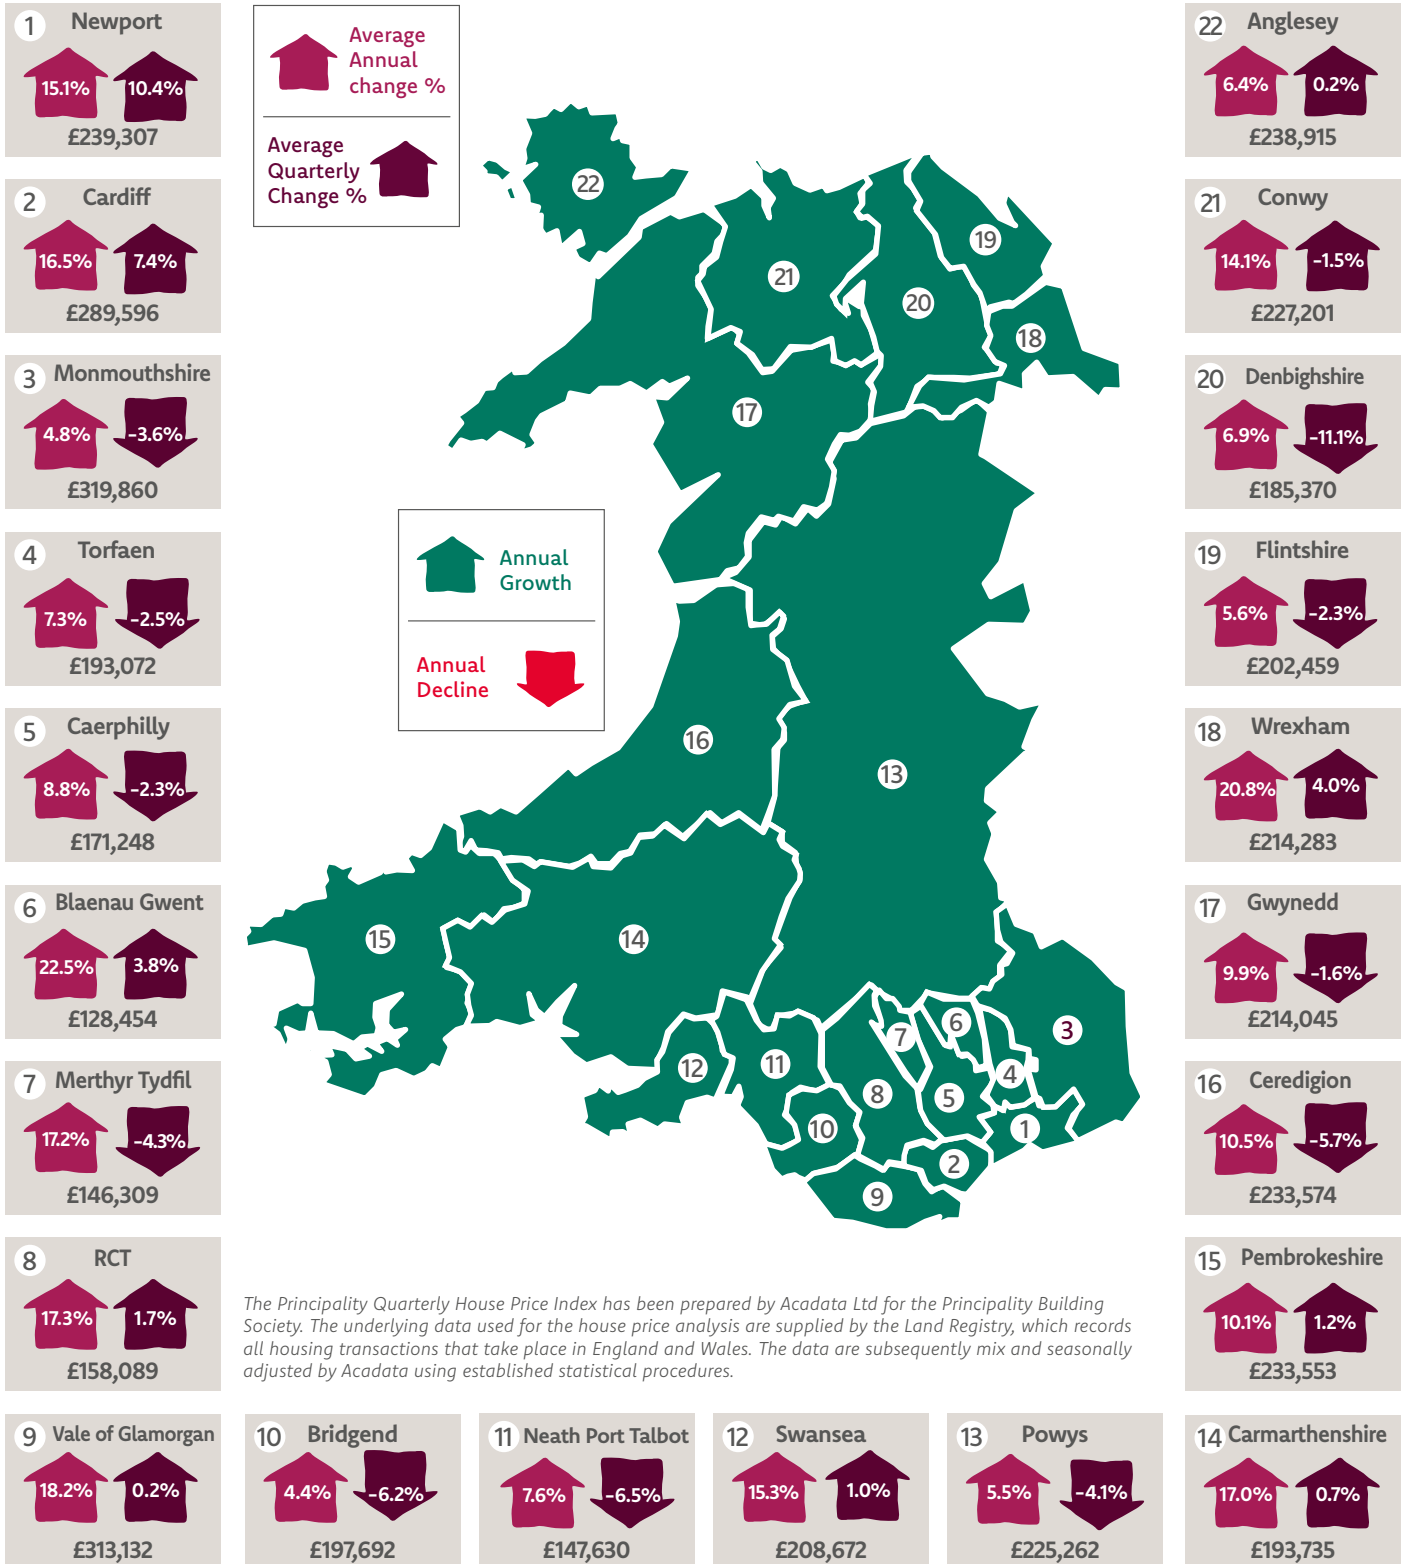 1 Newport
15.1% 10.4%
£239,307
2 Cardiff
16.5% 7.4%
£289,596
3 Monmouthshire
4.8% -3.6%
£319,860
4 Torfaen
7.3% -2.5%
£193,072
5 Caerphilly
8.8% -2.3%
£171,248
6 Blaenau Gwent
22.5% 3.8%
£128,454
7 Merthyr Tydfil
17.2% -4.3%
£146,309
8 RCT
17.3% 1.7%
£158,089
9 Vale of Glamorgan
18.2% 0.2%
£313,132
10 Bridgend
4.4% -6.2%
£197,692
11 Neath Port Talbot
7.6% -6.5%
£147,630
12 Swansea
15.3% 1.0%
£208,672
13 Powys
5.5% -4.1%
£225,262
14 Carmarthenshire
17.0% 0.7%
£193,735
15 Pembrokeshire
10.1% 1.2%
£233,553
16 Ceredigion
10.5% -5.7%
£233,574
17 Gwynedd
9.9% -1.6%
£214,045
18 Wrexham
20.8% 4.0%
£214,283
19 Flintshire
5.6% -2.3%
£202,459
20 Denbighshire
6.9% -11.1%
£185,370
21 Conwy
14.1% -1.5%
£227,201
22 Anglesey
6.4% 0.2%
£238,915
Average
Annual
change %
Average
Quarterly
Change %
Annual
Growth
Annual
Decline
22
19
21
20
18
17
16
13
15
14
3
6
7
12
11
4
8
5
10
1
2
9
The Principality Quarterly House Price Index has been prepared by Acadata Ltd for the Principality Building
Society. The underlying data used for the house price analysis are supplied by the Land Registry, which records
all housing transactions that take place in England and Wales. The data are subsequently mix and seasonally
adjusted by Acadata using established statistical procedures.